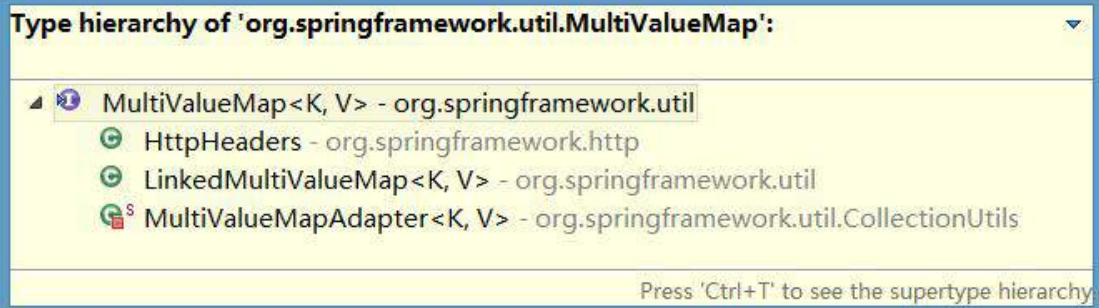 Type hierarchy of 'org.springframework.util.MultiValueMap':
MultiValueMap<K, V> - org.springframework.util
HttpHeaders - org.springframework.http
LinkedMultiValueMap<K, V> - org.springframework.util
MultiValueMapAdapter<K, V> - org.springframework.util.CollectionUtils
Press 'Ctrl+T' to see the supertype hierarchy